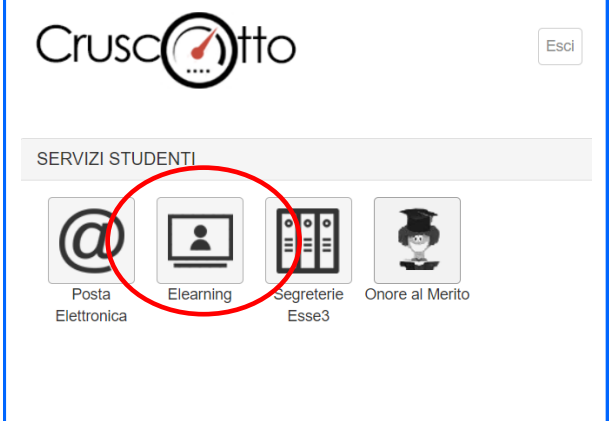 Cruscotto
Esci
SERVIZI STUDENTI
@
Posta Elearning Segreterie Onore al Merito
Elettronica Esse3